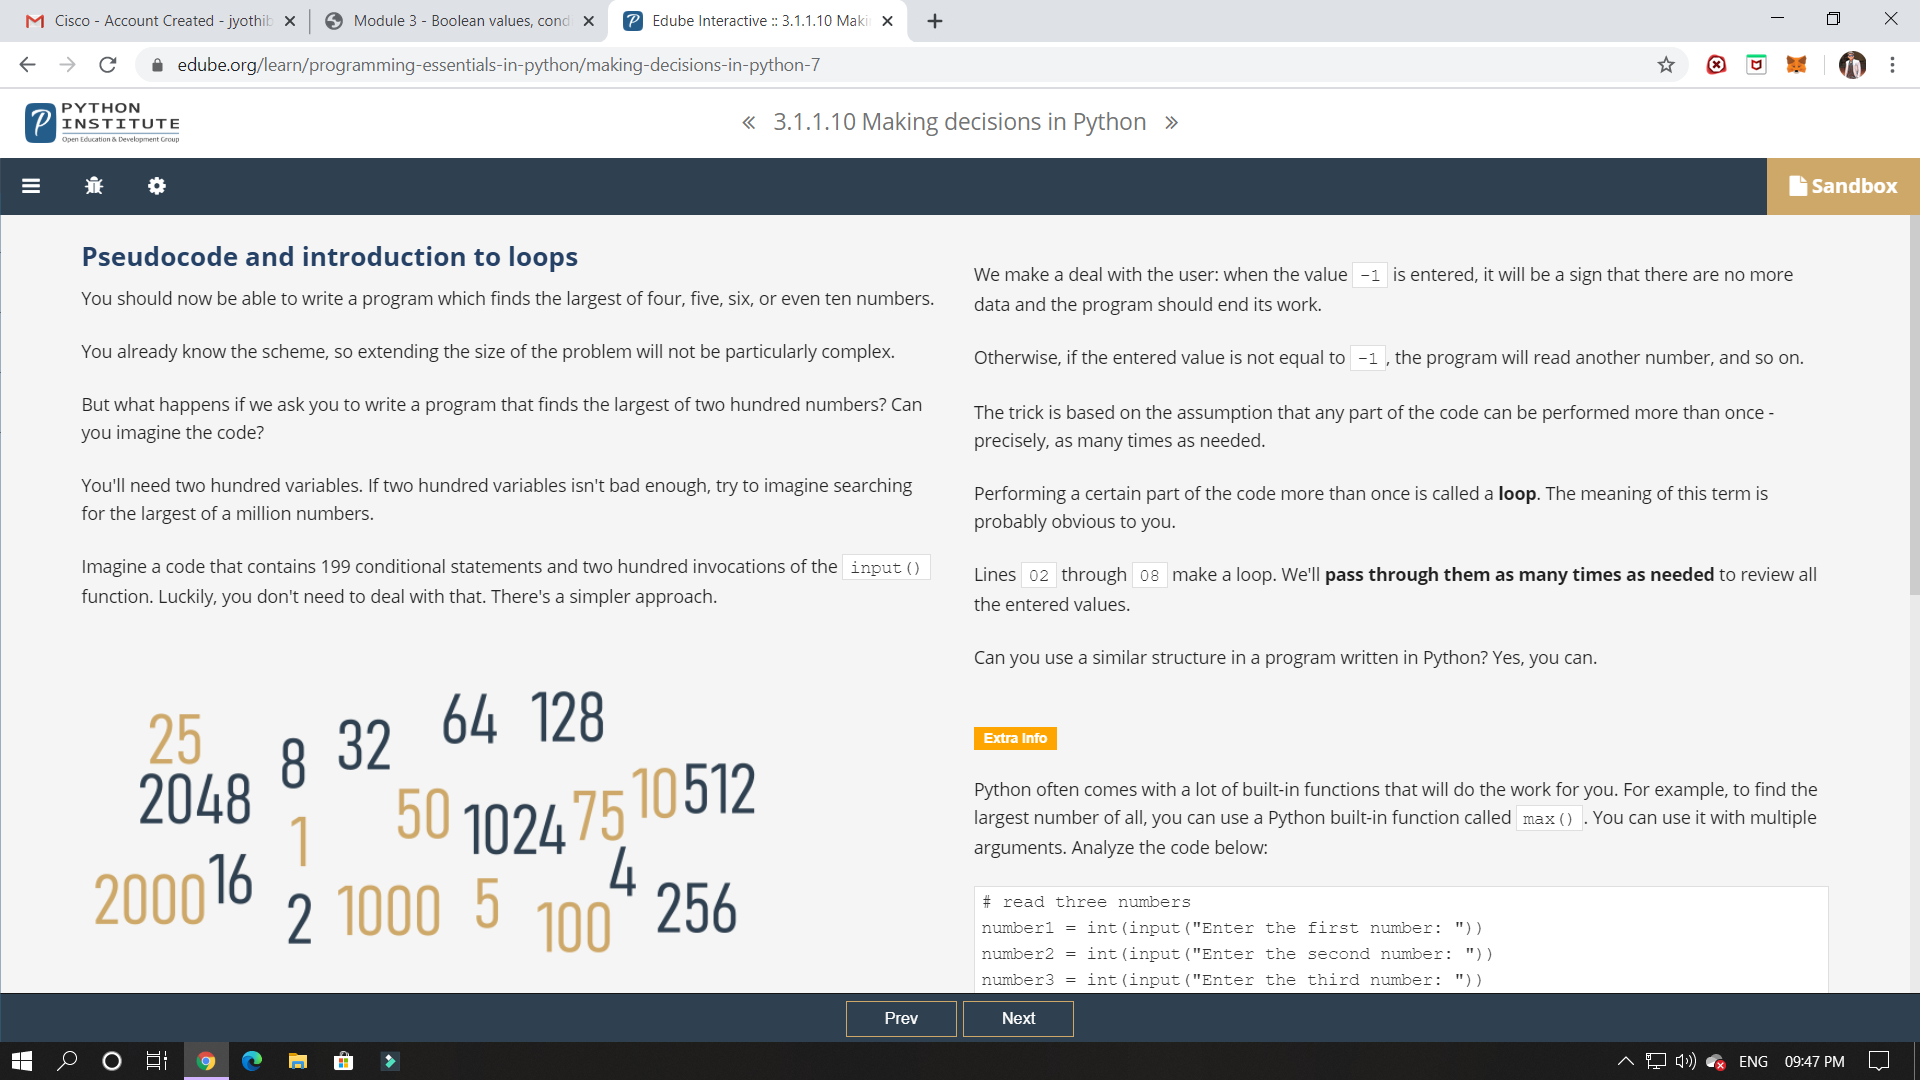 Cisco - Account Created - jyothib
Module 3 - Boolean values, cond
Edube Interactive :: 3.1.1.10 Maki
edube.org/learn/programming-essentials-in-python/making-decisions-in-python-7
PYTHON
INSTITUTE
Open Education & Development Group
« 3.1.1.10 Making decisions in Python »
Sandbox
Pseudocode and introduction to loops
You should now be able to write a program which finds the largest of four, five, six, or even ten numbers.
You already know the scheme, so extending the size of the problem will not be particularly complex.
But what happens if we ask you to write a program that finds the largest of two hundred numbers? Can
you imagine the code?
You'll need two hundred variables. If two hundred variables isn't bad enough, try to imagine searching
for the largest of a million numbers.
Imagine a code that contains 199 conditional statements and two hundred invocations of the input()
function. Luckily, you don't need to deal with that. There's a simpler approach.
25 8 32 64 128
2048 50 1024 75 10 512
1
2000 16 2 1000 5 100 4 256
We make a deal with the user: when the value -1 is entered, it will be a sign that there are no more
data and the program should end its work.
Otherwise, if the entered value is not equal to -1 , the program will read another number, and so on.
The trick is based on the assumption that any part of the code can be performed more than once -
precisely, as many times as needed.
Performing a certain part of the code more than once is called a loop. The meaning of this term is
probably obvious to you.
Lines 02 through 08 make a loop. We'll pass through them as many times as needed to review all
the entered values.
Can you use a similar structure in a program written in Python? Yes, you can.
Extra Info
Python often comes with a lot of built-in functions that will do the work for you. For example, to find the
largest number of all, you can use a Python built-in function called max() . You can use it with multiple
arguments. Analyze the code below:
# read three numbers
number1 = int(input("Enter the first number: "))
number2 = int(input("Enter the second number: "))
number3 = int(input("Enter the third number: "))
Prev
Next
ENG 09:47 PM